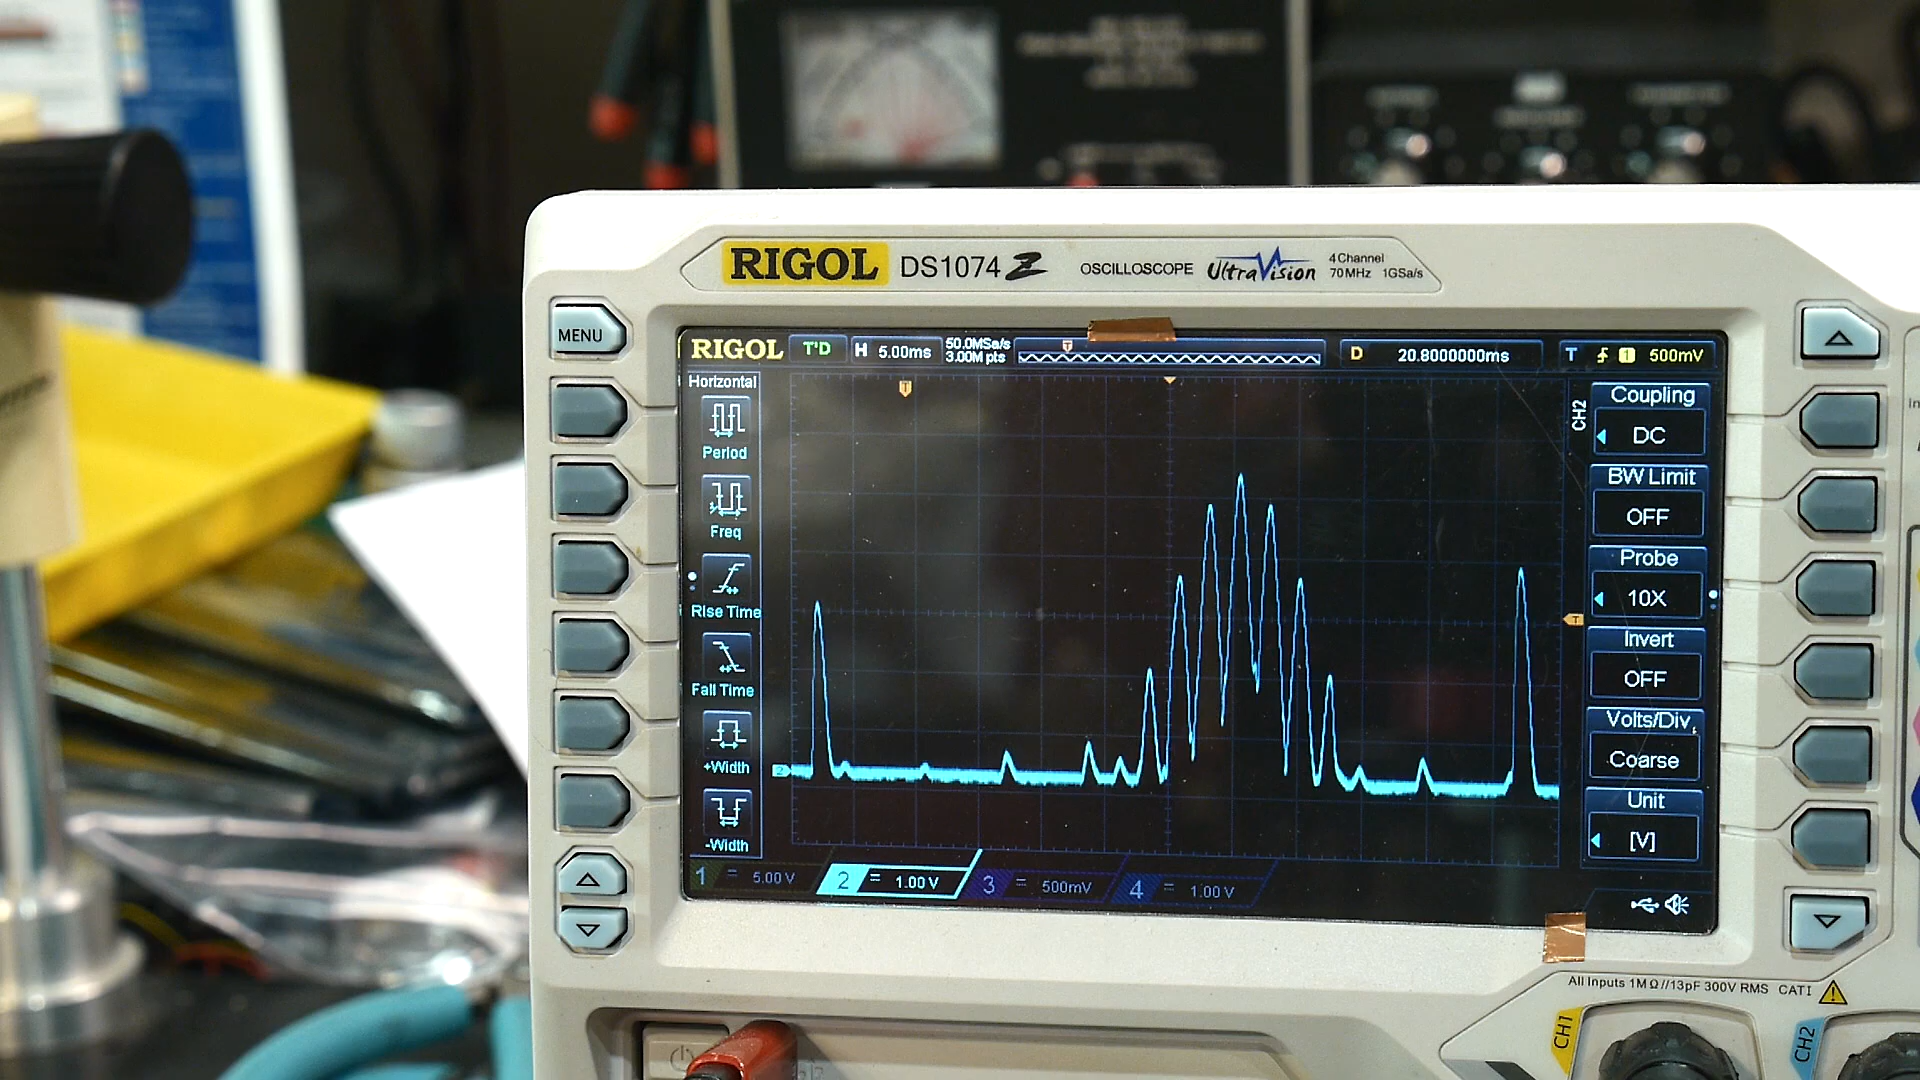 RIGOL DS1074Z OSCILLOSCOPE UltraVision 4 Channel
70MHz 1GSa/s
MENU
RIGOL T'D H 5.00ms 50.0MSa/s
3.00M pts
T
D 20.8000000ms T 1 500mV
Horizontal
Period
Freq
Rise Time
Fall Time
+Width
-Width
T
2
T
CH2
Coupling
DC
BW Limit
OFF
Probe
10X
Invert
OFF
Volts/Div
Coarse
Unit
[V]
1 = 5.00 V 2 = 1.00 V 3 = 500mV 4 = 1.00 V
All Inputs 1MΩ//13pF 300V RMS CAT I
CH1
CH2